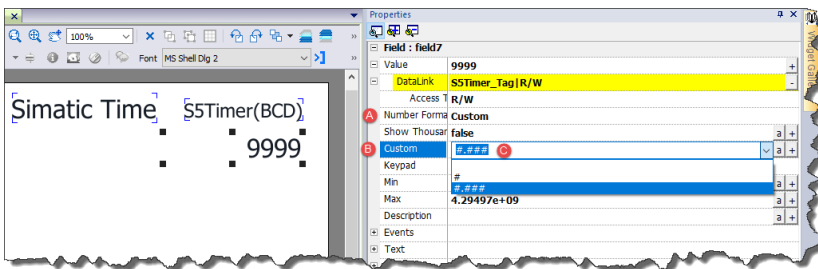 Properties
100%
Font MS Shell Dlg 2
Field : field7
Value 9999 +
DataLink S5Timer_Tag|R/W -
Access T R/W
A Number Forma Custom
Show Thousar false a +
B Custom #.### C a +
#
#.###
Keypad
Min a +
Max 4.29497e+09 a +
Description a +
Events
Text
Simatic Time S5Timer(BCD)
9999
Widget Galle